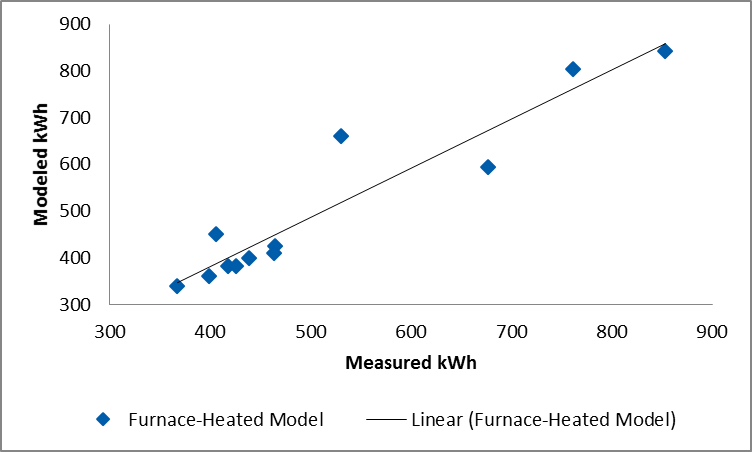 900
800
700
600
500
400
300
Modeled kWh
300 400 500 600 700 800 900
Measured kWh
Furnace-Heated Model Linear (Furnace-Heated Model)